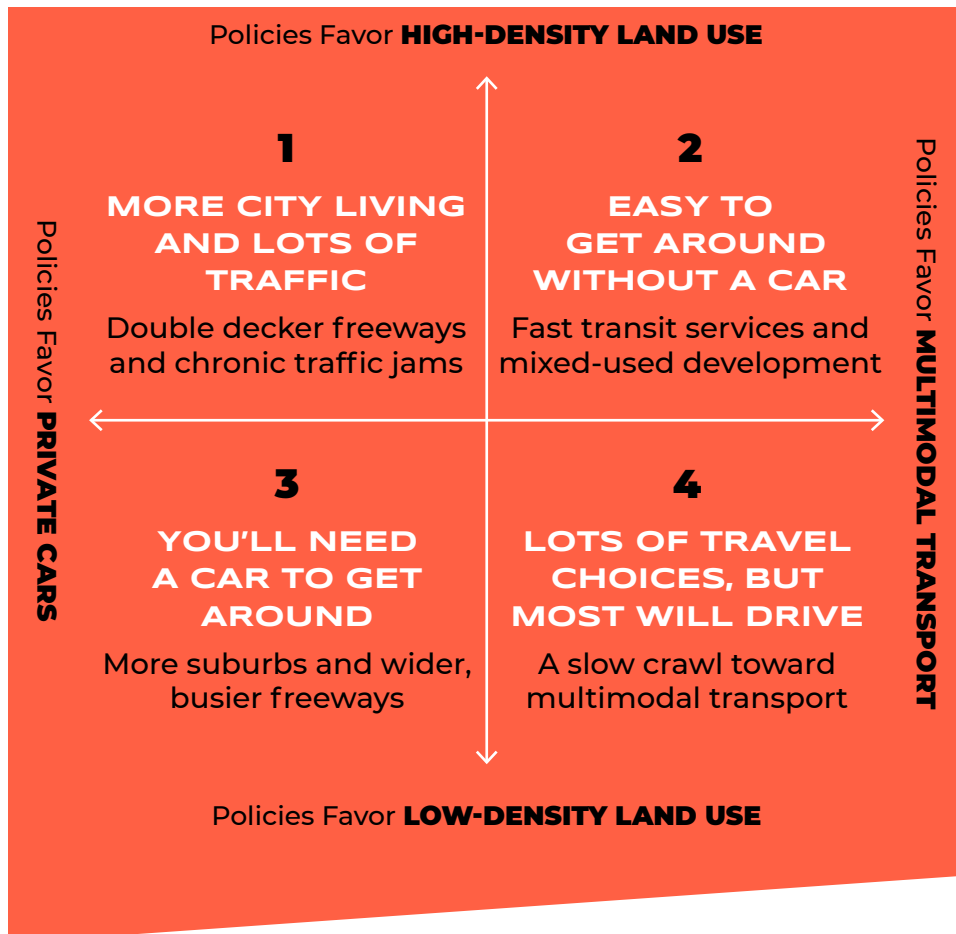 Policies Favor HIGH-DENSITY LAND USE
1
MORE CITY LIVING
AND LOTS OF
TRAFFIC
Double decker freeways
and chronic traffic jams
2
EASY TO
GET AROUND
WITHOUT A CAR
Fast transit services and
mixed-used development
Policies Favor PRIVATE CARS
Policies Favor MULTIMODAL TRANSPORT
3
YOU'LL NEED
A CAR TO GET
AROUND
More suburbs and wider,
busier freeways
4
LOTS OF TRAVEL
CHOICES, BUT
MOST WILL DRIVE
A slow crawl toward
multimodal transport
Policies Favor LOW-DENSITY LAND USE